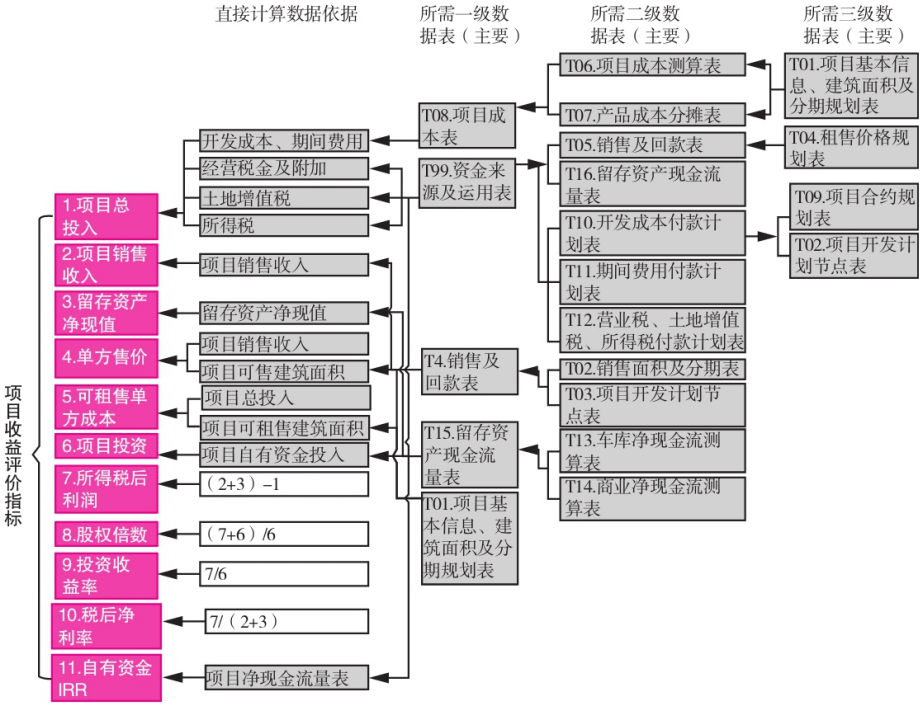 直接计算数据依据
所需一级数
据表（主要）
所需二级数
据表（主要）
所需三级数
据表（主要）
项目收益评价指标
1.项目总
投入
2.项目销售
收入
3.留存资产
净现值
4.单方售价
5.可租售单
方成本
6.项目投资
7.所得税后
利润
8.股权倍数
9.投资收
益率
10.税后净
利率
11.自有资金
IRR
开发成本、期间费用
经营税金及附加
土地增值税
所得税
项目销售收入
留存资产净现值
项目销售收入
项目可售建筑面积
项目总投入
项目可租售建筑面积
项目自有资金投入
（2+3）-1
（7+6）/6
7/6
7/（2+3）
项目净现金流量表
T08.项目成
本表
T99.资金来
源及运用表
T4.销售及
回款表
T15.留存资
产现金流
量表
T01.项目基
本信息、建
筑面积及分
期规划表
T06.项目成本测算表
T07.产品成本分摊表
T05.销售及回款表
T16.留存资产现金流
量表
T10.开发成本付款计
划表
T11.期间费用付款计
划表
T12.营业税、土地增值
税、所得税付款计划表
T02.销售面积及分期表
T03.项目开发计划节
点表
T13.车库净现金流测
算表
T14.商业净现金流测
算表
T01.项目基本信
息、建筑面积及
分期规划表
T04.租售价格规
划表
T09.项目合约规
划表
T02.项目开发计
划节点表